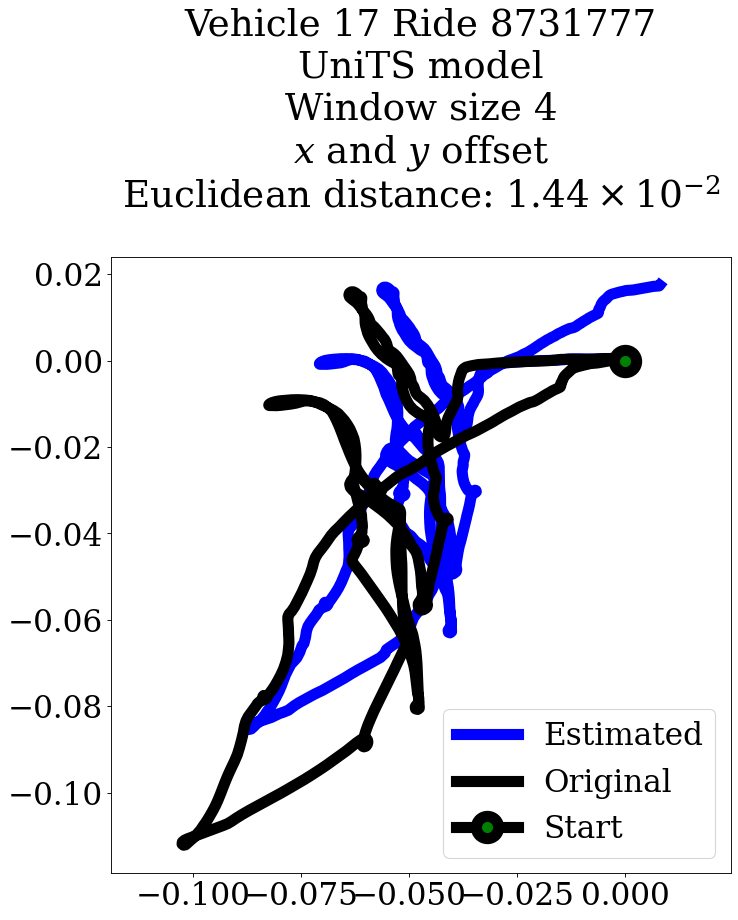 Vehicle 17 Ride 8731777
UniTS model
Window size 4
x and y offset
Euclidean distance: 1.44 × 10⁻²
0.02
0.00
−0.02
−0.04
−0.06
−0.08
−0.10
Estimated
Original
Start
−0.100 −0.075 −0.050 −0.025 0.000